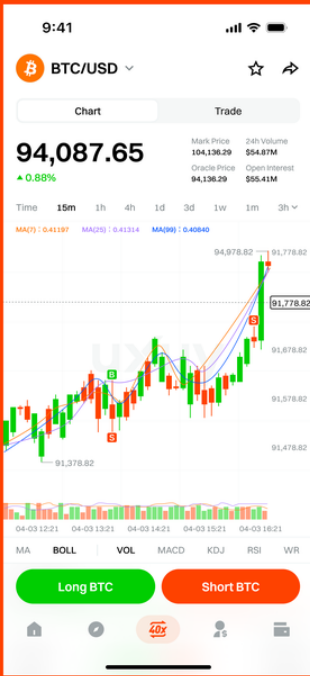 9:41
BTC/USD
Chart Trade
94,087.65
0.88%
Mark Price 24h Volume
104,136.29 $54.87M
Oracle Price Open Interest
94,136.29 $55.41M
Time 15m 1h 4h 1d 3d 1w 1m 3h
MA(7) : 0.41197 MA(25) : 0.41314 MA(99) : 0.40840
94,978.82 91,778.82
91,778.82
S
91,678.82
UXUY
B
91,578.82
S
91,478.82
91,378.82
04-03 12:21 04-03 13:21 04-03 14:21 04-03 15:21 04-03 16:21
MA BOLL VOL MACD KDJ RSI WR
Long BTC Short BTC
40x